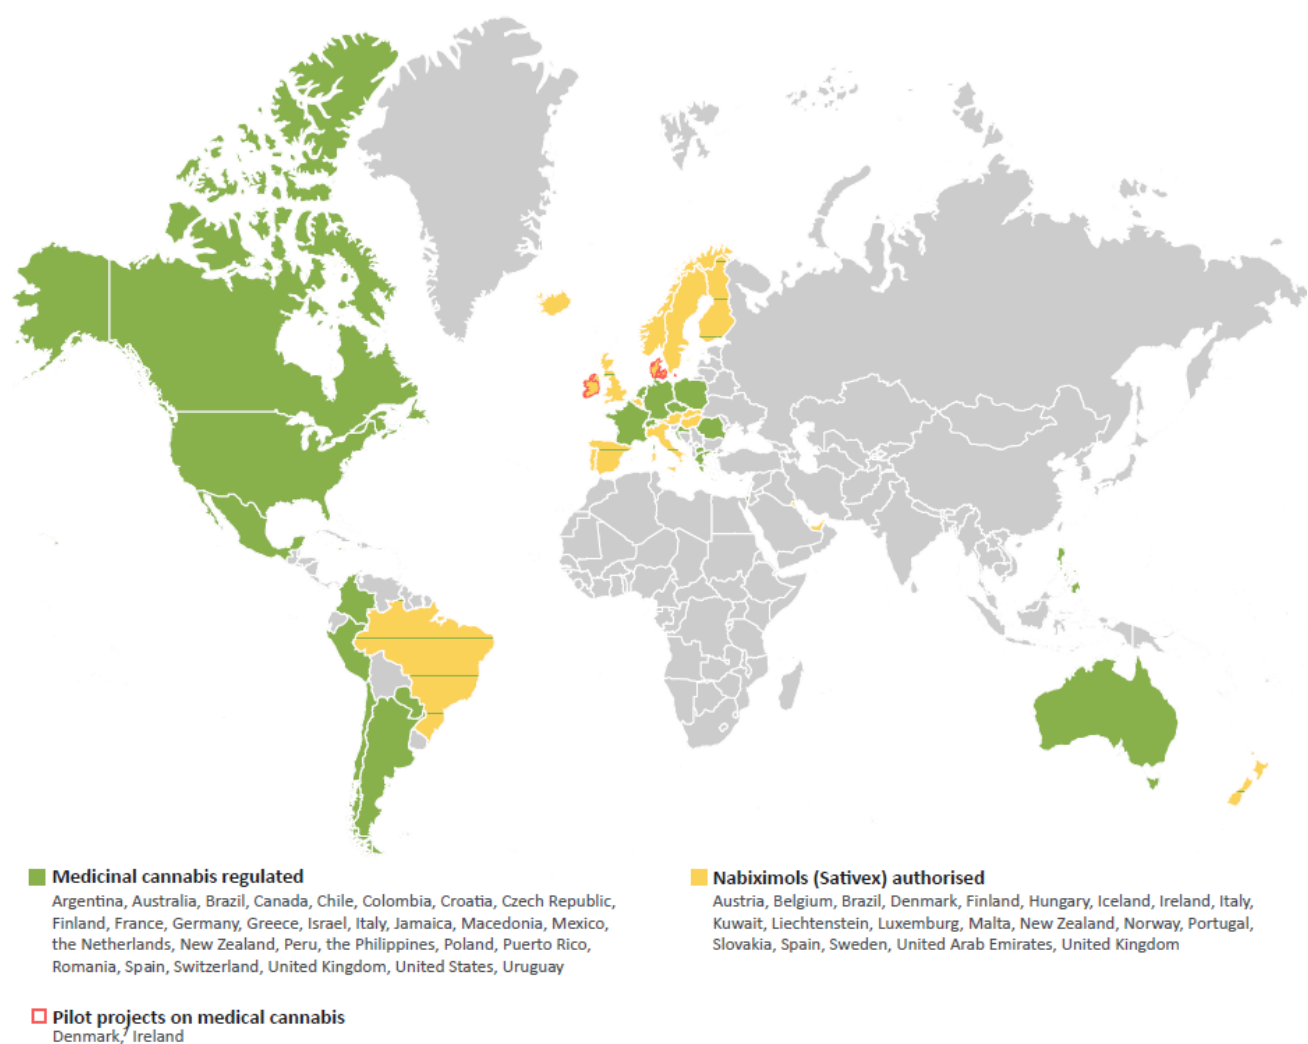 Medicinal cannabis regulated
Argentina, Australia, Brazil, Canada, Chile, Colombia, Croatia, Czech Republic,
Finland, France, Germany, Greece, Israel, Italy, Jamaica, Macedonia, Mexico,
the Netherlands, New Zealand, Peru, the Philippines, Poland, Puerto Rico,
Romania, Spain, Switzerland, United Kingdom, United States, Uruguay
Nabiximols (Sativex) authorised
Austria, Belgium, Brazil, Denmark, Finland, Hungary, Iceland, Ireland, Italy,
Kuwait, Liechtenstein, Luxemburg, Malta, New Zealand, Norway, Portugal,
Slovakia, Spain, Sweden, United Arab Emirates, United Kingdom
Pilot projects on medical cannabis
Denmark,7 Ireland